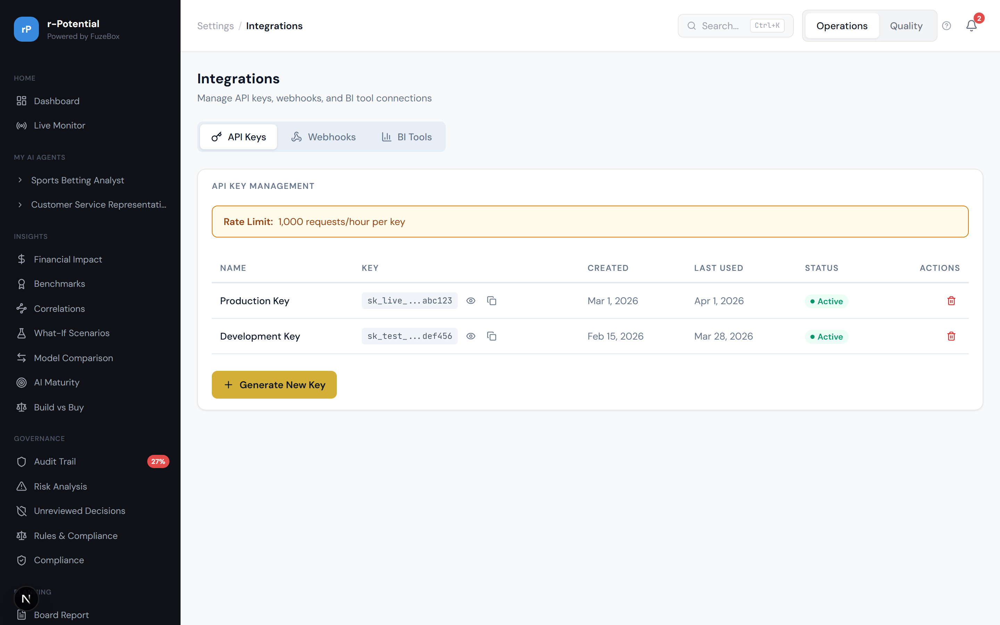 rP
r-Potential
Powered by FuzeBox
HOME
Dashboard
Live Monitor
MY AI AGENTS
Sports Betting Analyst
Customer Service Representati...
INSIGHTS
Financial Impact
Benchmarks
Correlations
What-If Scenarios
Model Comparison
AI Maturity
Build vs Buy
GOVERNANCE
Audit Trail 27%
Risk Analysis
Unreviewed Decisions
Rules & Compliance
Compliance
N
Board Report
Settings / Integrations
Search... Ctrl+K
Operations Quality
2
Integrations
Manage API keys, webhooks, and BI tool connections
API Keys Webhooks BI Tools
API KEY MANAGEMENT
Rate Limit: 1,000 requests/hour per key
NAME KEY CREATED LAST USED STATUS ACTIONS
Production Key sk_live_...abc123 Mar 1, 2026 Apr 1, 2026 Active
Development Key sk_test_...def456 Feb 15, 2026 Mar 28, 2026 Active
+ Generate New Key